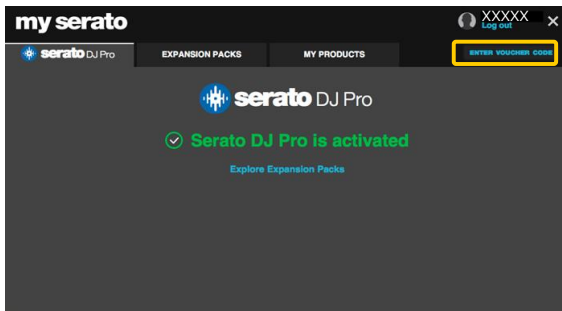 my serato
XXXXX
Log out
serato DJ Pro
EXPANSION PACKS
MY PRODUCTS
ENTER VOUCHER CODE
serato DJ Pro
Serato DJ Pro is activated
Explore Expansion Packs